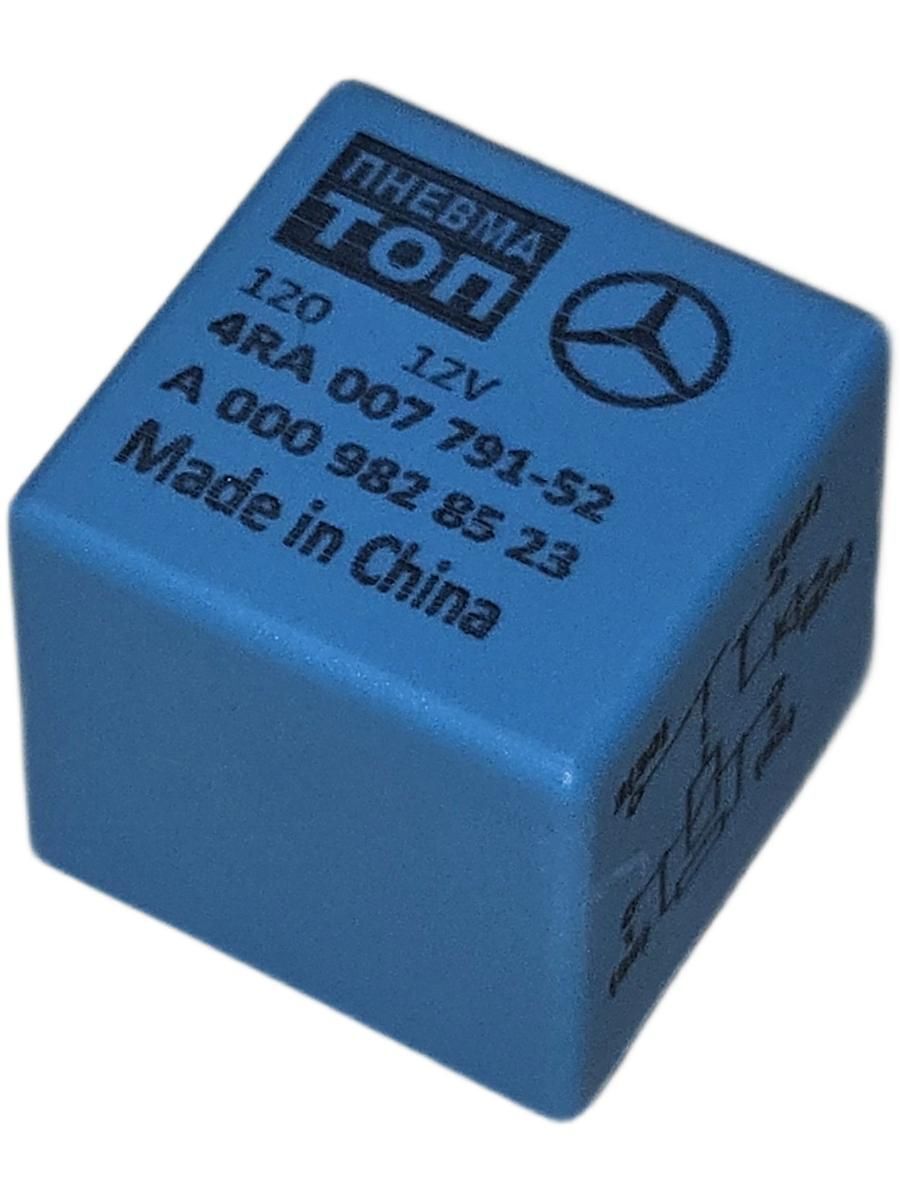 ПНЕВМА
ТОП
120
12V
4RA 007 791-52
A 000 982 85 23
Made in China